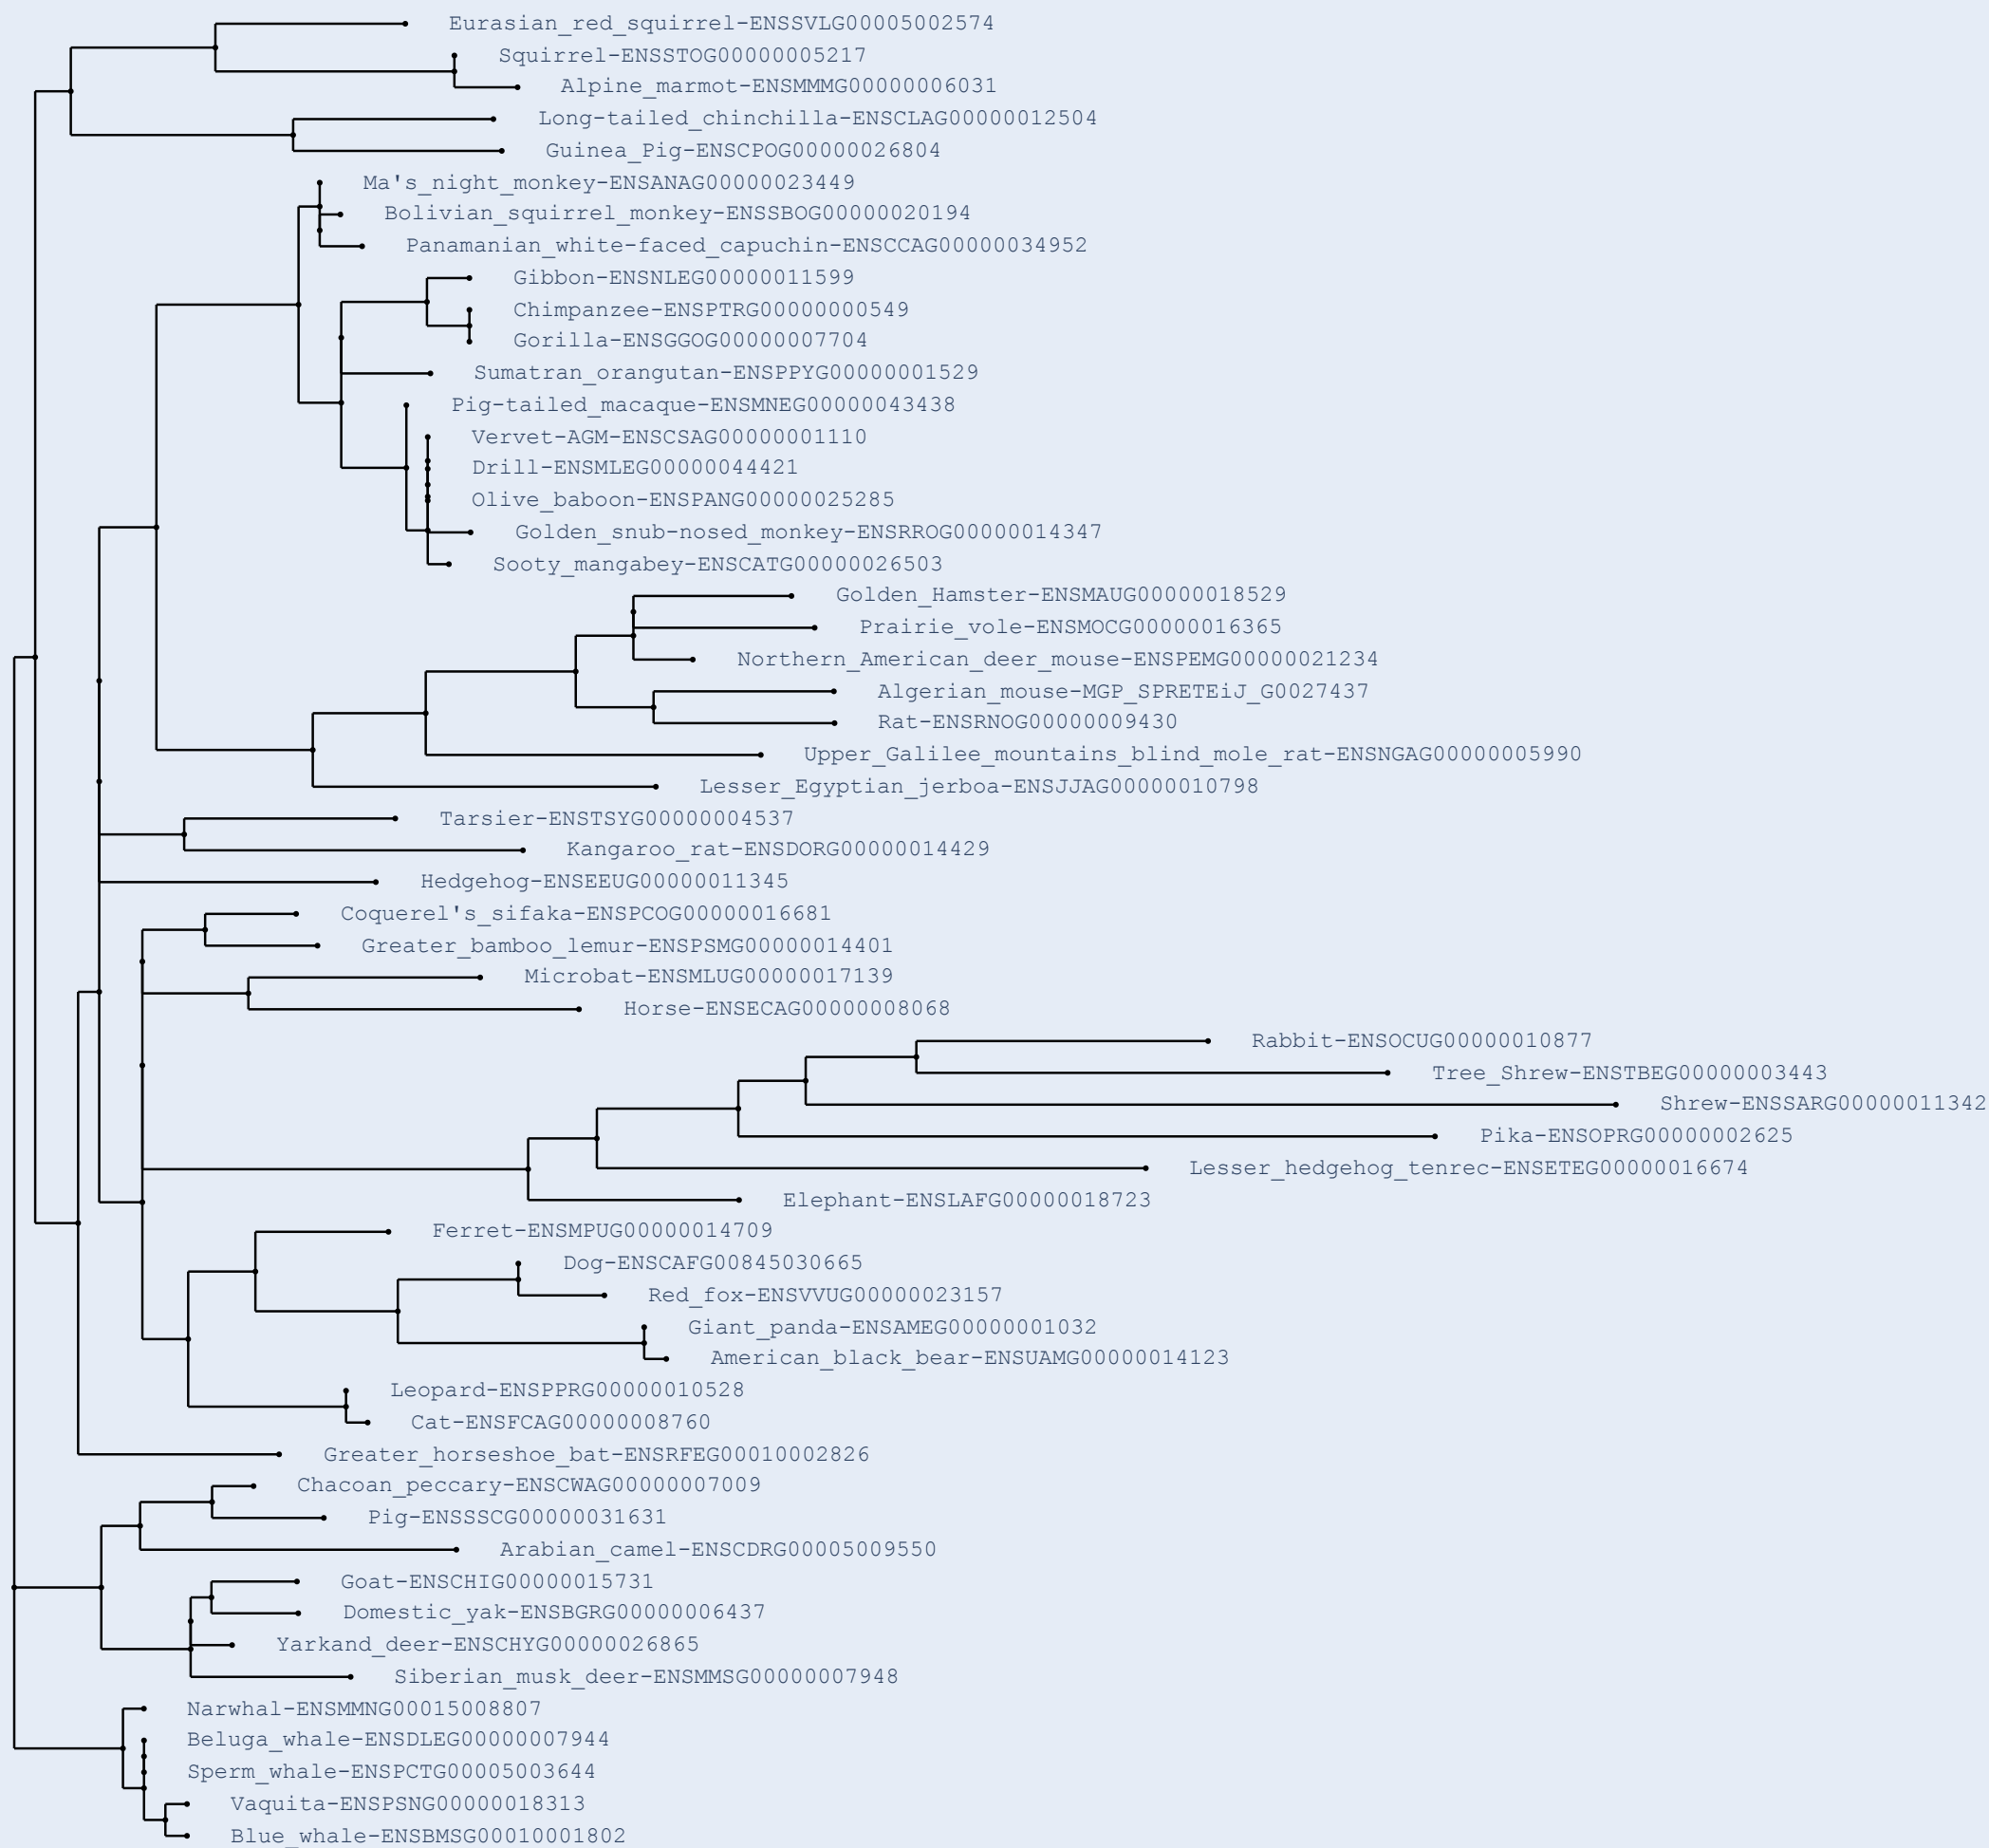 Eurasian_red_squirrel-ENSSVLG00005002574
Squirrel-ENSSTOG00000005217
Alpine_marmot-ENSMMMG00000006031
Long-tailed_chinchilla-ENSCLAG00000012504
Guinea_Pig-ENSCPOG00000026804
Ma's_night_monkey-ENSANAG00000023449
Bolivian_squirrel_monkey-ENSSBOG00000020194
Panamanian_white-faced_capuchin-ENSCCAG00000034952
Gibbon-ENSNLEG00000011599
Chimpanzee-ENSPTRG00000000549
Gorilla-ENSGGOG00000007704
Sumatran_orangutan-ENSPPYG00000001529
Pig-tailed_macaque-ENSMNEG00000043438
Vervet-AGM-ENSCSAG00000001110
Drill-ENSMLEG00000044421
Olive_baboon-ENSPANG00000025285
Golden_snub-nosed_monkey-ENSRROG00000014347
Sooty_mangabey-ENSCATG00000026503
Golden_Hamster-ENSMAUG00000018529
Prairie_vole-ENSMOCG00000016365
Northern_American_deer_mouse-ENSPEMG00000021234
Algerian_mouse-MGP_SPRETEiJ_G0027437
Rat-ENSRNOG00000009430
Upper_Galilee_mountains_blind_mole_rat-ENSNGAG00000005990
Lesser_Egyptian_jerboa-ENSJJAG00000010798
Tarsier-ENSTSYG00000004537
Kangaroo_rat-ENSDORG00000014429
Hedgehog-ENSEEUG00000011345
Coquerel's_sifaka-ENSPCOG00000016681
Greater_bamboo_lemur-ENSPSMG00000014401
Microbat-ENSMLUG00000017139
Horse-ENSECAG00000008068
Rabbit-ENSOCUG00000010877
Tree_Shrew-ENSTBEG00000003443
Shrew-ENSSARG00000011342
Pika-ENSOPRG00000002625
Lesser_hedgehog_tenrec-ENSETEG00000016674
Elephant-ENSLAFG00000018723
Ferret-ENSMPUG00000014709
Dog-ENSCAFG00845030665
Red_fox-ENSVVUG00000023157
Giant_panda-ENSAMEG00000001032
American_black_bear-ENSUAMG00000014123
Leopard-ENSPPRG00000010528
Cat-ENSFCAG00000008760
Greater_horseshoe_bat-ENSRFEG00010002826
Chacoan_peccary-ENSCWAG00000007009
Pig-ENSSSCG00000031631
Arabian_camel-ENSCDRG00005009550
Goat-ENSCHIG00000015731
Domestic_yak-ENSBGRG00000006437
Yarkand_deer-ENSCHYG00000026865
Siberian_musk_deer-ENSMMSG00000007948
Narwhal-ENSMMNG00015008807
Beluga_whale-ENSDLEG00000007944
Sperm_whale-ENSPCTG00005003644
Vaquita-ENSPSNG00000018313
Blue_whale-ENSBMSG00010001802